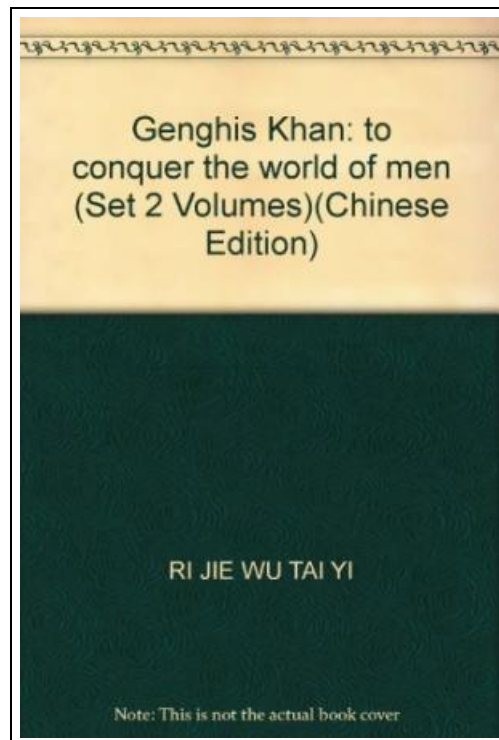 Genghis Khan: to
conquer the world of men
(Set 2 Volumes)(Chinese
Edition)
RI JIE WU TAI YI
Note: This is not the actual book cover